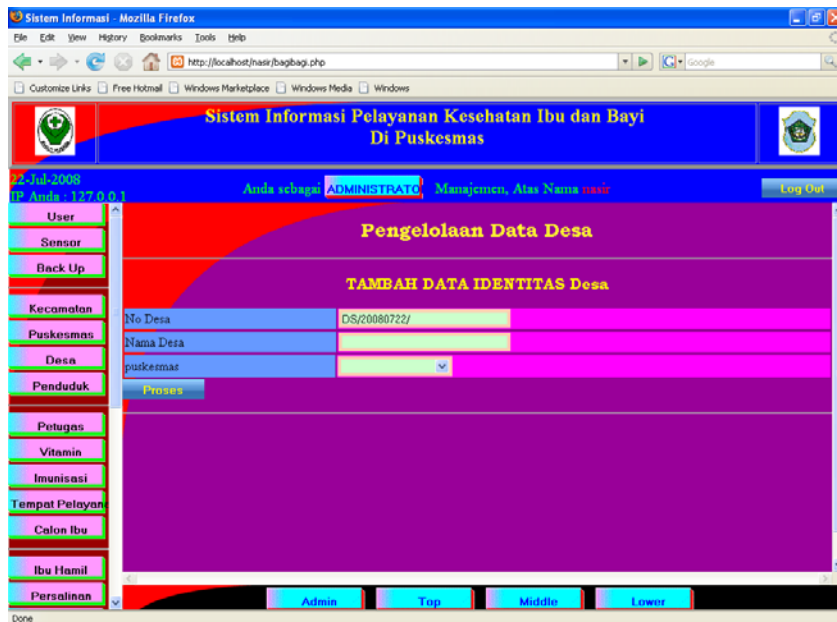 Sistem Informasi - Mozilla Firefox
File Edit View History Bookmarks Tools Help
http://localhost/nasir/bagibagi.php
Google
Customize Links Free Hotmail Windows Marketplace Windows Media Windows
Sistem Informasi Pelayanan Kesehatan Ibu dan Bayi
Di Puskesmas
22-Jul-2008
IP Anda : 127.0.0.1
Anda sebagai ADMINISTRATO Manajemen, Atas Nama nasir
Log Out
User
Sensor
Back Up
Kecamatan
Puskesmas
Desa
Penduduk
Petugas
Vitamin
Imunisasi
Tempat Pelayan
Calon Ibu
Ibu Hamil
Persalinan
Pengelolaan Data Desa
TAMBAH DATA IDENTITAS Desa
No Desa DS/20080722/
Nama Desa
puskesmas
Proses
Admin Top Middle Lower
Done